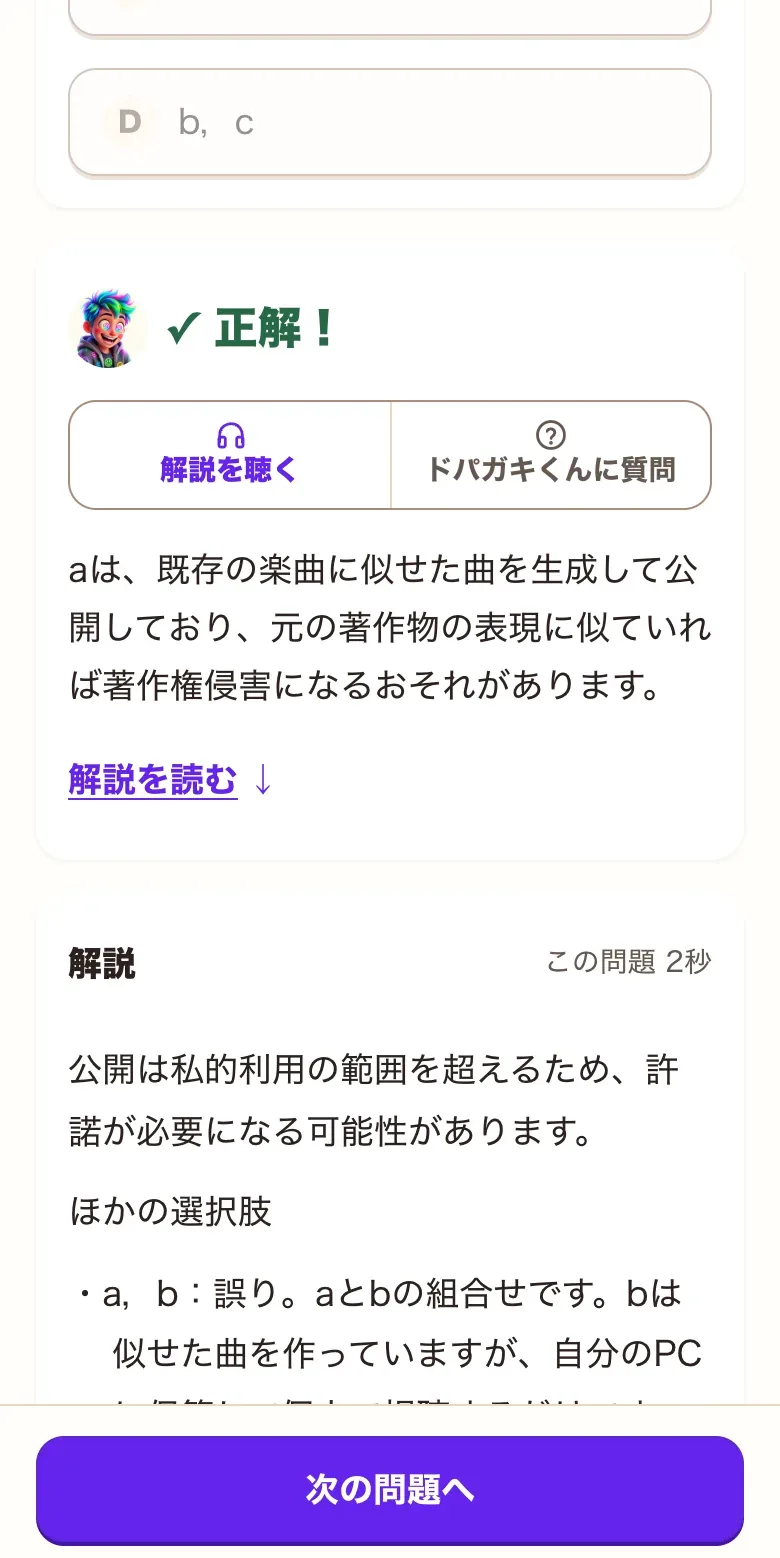 D b, c
✓ 正解！
解説を聴く
ドパガキくんに質問
aは、既存の楽曲に似せた曲を生成して公
開しており、元の著作物の表現に似ていれ
ば著作権侵害になるおそれがあります。
解説を読む ↓
解説
この問題 2秒
公開は私的利用の範囲を超えるため、許
諾が必要になる可能性があります。
ほかの選択肢
・a, b：誤り。aとbの組合せです。bは
似せた曲を作っていますが、自分のPC
次の問題へ